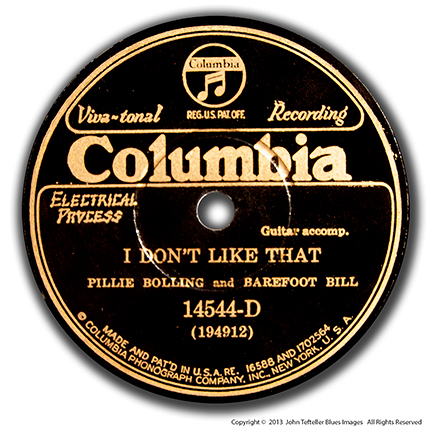 Columbia
REG. U.S. PAT. OFF.
Viva-tonal Recording
Columbia
ELECTRICAL
PROCESS
Guitar accomp.
I DON'T LIKE THAT
PILLIE BOLLING and BAREFOOT BILL
14544-D
(194912)
MADE AND PAT'D IN U.S.A. RE. 16588 AND 1702564
© COLUMBIA PHONOGRAPH COMPANY, INC., NEW YORK, U.S.A.
Copyright © 2013 John Tefteller Blues Images All Rights Reserved